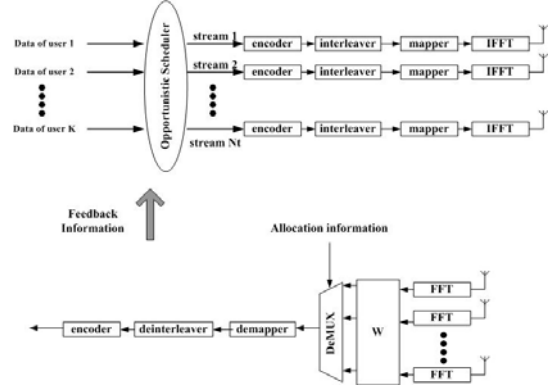 Data of user 1
stream 1
encoder
interleaver
mapper
IFFT
Data of user 2
stream 2
encoder
interleaver
mapper
IFFT
Data of user K
stream Nt
encoder
interleaver
mapper
IFFT
Opportunistic Scheduler
Feedback
Information
Allocation information
encoder
deinterleaver
demapper
DeMUX
W
FFT
FFT
FFT